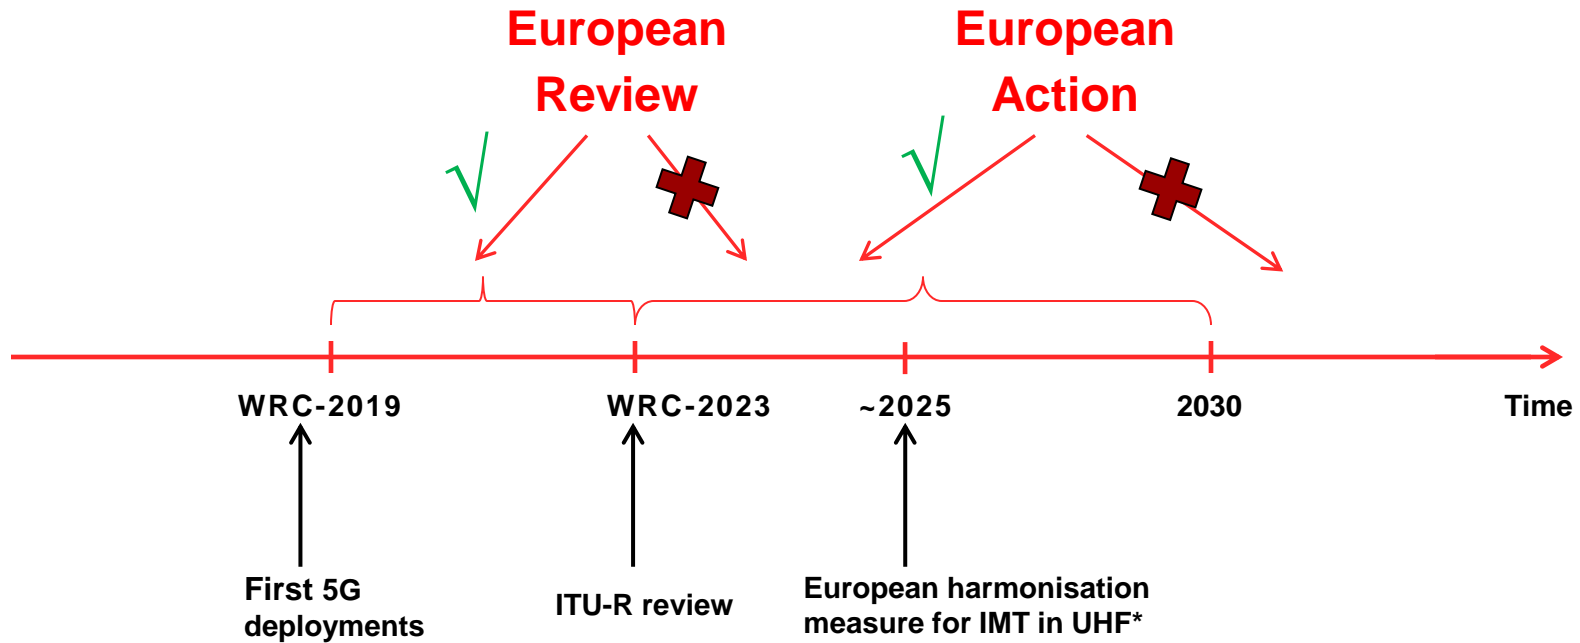 European
Review
European
Action
WRC-2019
WRC-2023
~2025
2030
Time
First 5G
deployments
ITU-R review
European harmonisation
measure for IMT in UHF*